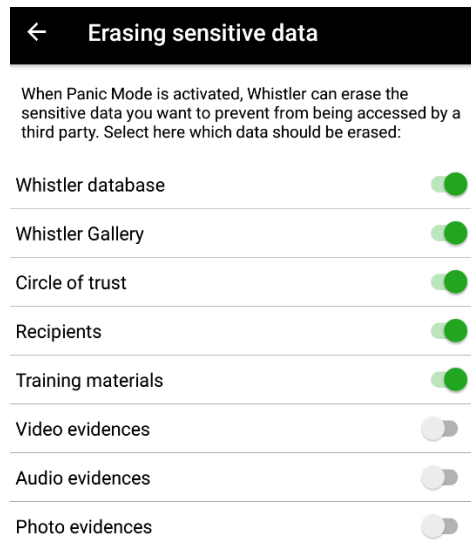 Erasing sensitive data
When Panic Mode is activated, Whistler can erase the
sensitive data you want to prevent from being accessed by a
third party. Select here which data should be erased:
Whistler database
Whistler Gallery
Circle of trust
Recipients
Training materials
Video evidences
Audio evidences
Photo evidences